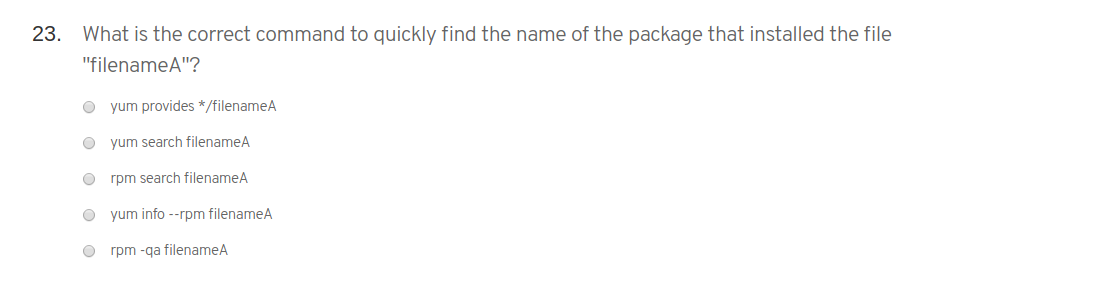 23. What is the correct command to quickly find the name of the package that installed the file
"filenameA"?
yum provides */filenameA
yum search filenameA
rpm search filenameA
yum info --rpm filenameA
rpm -qa filenameA